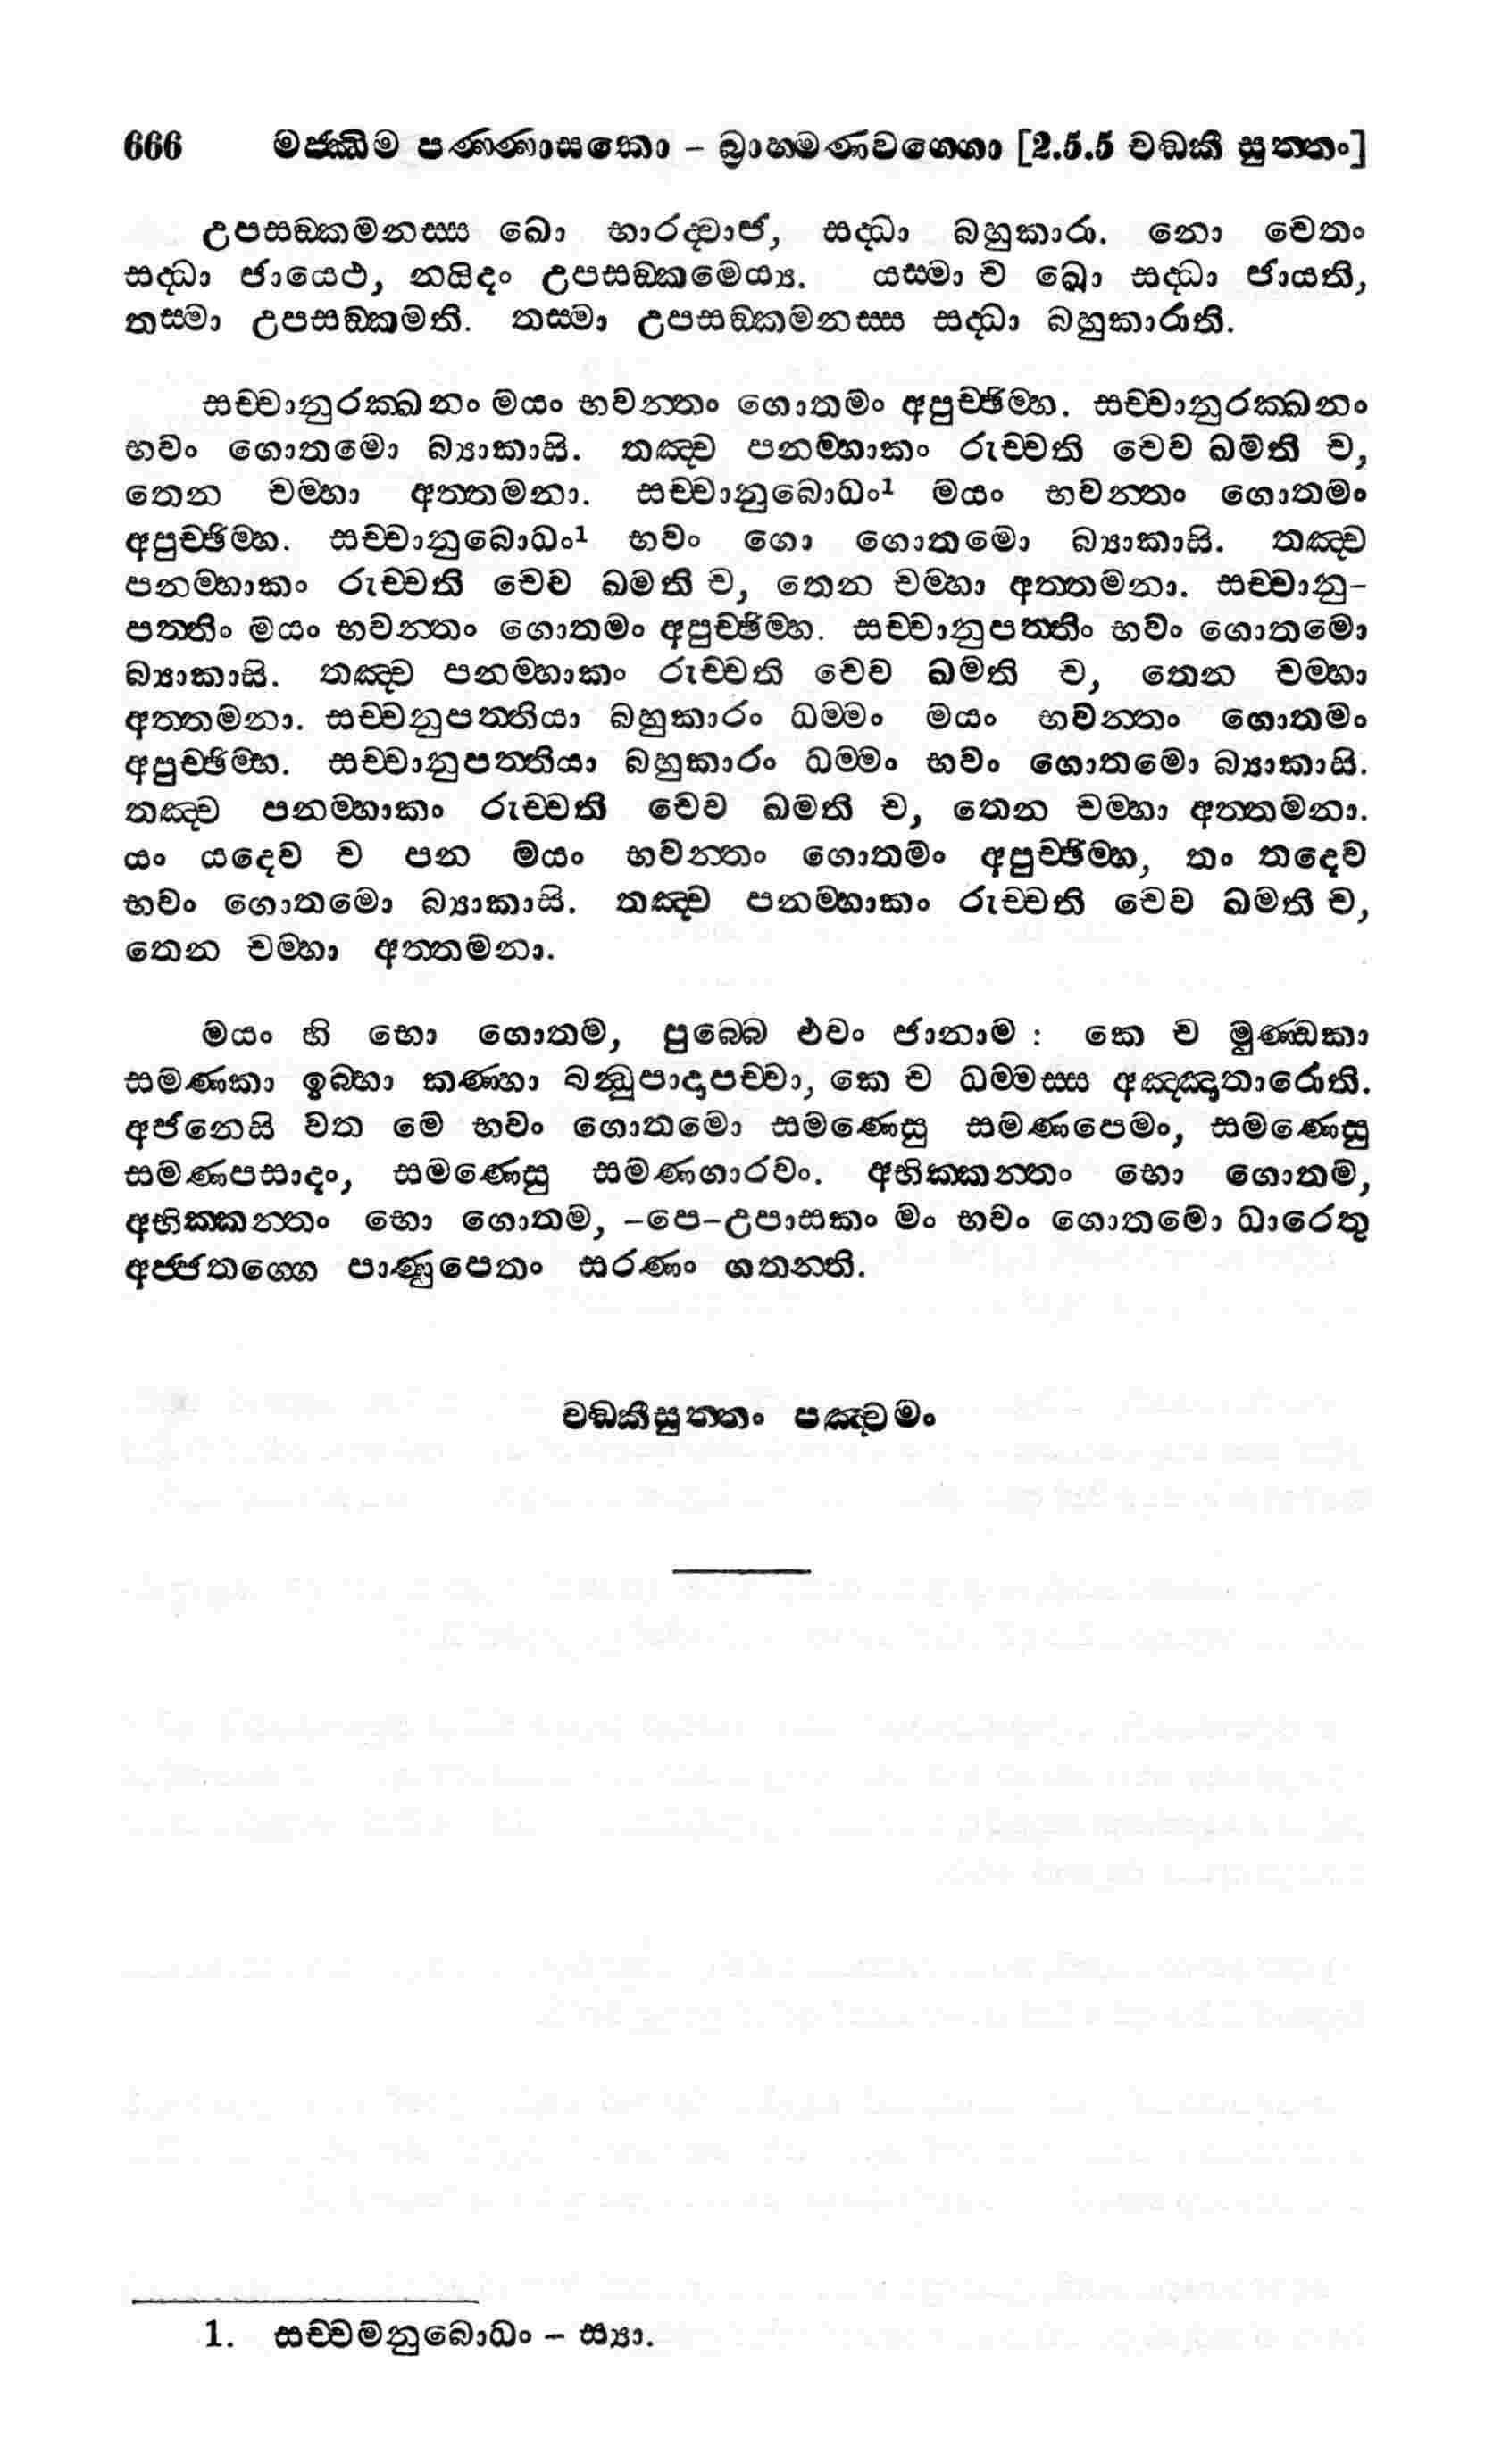 666 මජ්ඣිම පණ්ණාසකො – බ්‍රාහ්මණවග්ගො [2.5.5 චඞ්කී සුත්තං]
උපසඞ්කමනස්ස ඛො භාරද්වාජ, සද්ධා බහුකාරා. නො චෙතං
සද්ධා ජායෙථ, නයිදං උපසඞ්කමෙය්‍ය. යස්මා ච ඛො සද්ධා ජායති,
තස්මා උපසඞ්කමති. තස්මා උපසඞ්කමනස්ස සද්ධා බහුකාරාති.
සච්චානුරක්ඛනං මයං භවන්තං ගොතමං අපුච්ඡිම්හ. සච්චානුරක්ඛනං
භවං ගොතමො බ්‍යාකාසි. තඤ්ච පනම්හාකං රුච්චති චෙව ඛමති ච,
තෙන චම්හා අත්තමනා. සච්චානුබොධං¹ මයං භවන්තං ගොතමං
අපුච්ඡිම්හ. සච්චානුබොධං¹ භවං ගො ගොතමො බ්‍යාකාසි. තඤ්ච
පනම්හාකං රුච්චති චෙව ඛමති ච, තෙන චම්හා අත්තමනා. සච්චානු-
පත්තිං මයං භවන්තං ගොතමං අපුච්ඡිම්හ. සච්චානුපත්තිං භවං ගොතමො
බ්‍යාකාසි. තඤ්ච පනම්හාකං රුච්චති චෙව ඛමති ච, තෙන චම්හා
අත්තමනා. සච්චනුපත්තියා බහුකාරං ධම්මං මයං භවන්තං ගොතමං
අපුච්ඡිම්භ. සච්චානුපත්තියා බහුකාරං ධම්මං භවං ගොතමො බ්‍යාකාසි.
තඤ්ච පනම්හාකං රුච්චති චෙව ඛමති ච, තෙන චම්හා අත්තමනා.
යං යදෙව ච පන මයං භවන්තං ගොතමං අපුච්ඡිම්හ, තං තදෙව
භවං ගොතමො බ්‍යාකාසි. තඤ්ච පනම්හාකං රුච්චති චෙව ඛමති ච,
තෙන චම්හා අත්තමනා.
මයං හි භො ගොතම, පුබ්බෙ එවං ජානාම : කෙ ච මුණ්ඩකා
සමණකා ඉබ්භා කණ්හා බන්ධුපාදාපච්චා, කෙ ච ධම්මස්ස අඤ්ඤාතාරොති.
අජනෙසි වත මෙ භවං ගොතමො සමණෙසු සමණපෙමං, සමණෙසු
සමණපසාදං, සමණෙසු සමණගාරවං. අභික්කන්තං භො ගොතම,
අභික්කන්තං භො ගොතම, –පෙ–උපාසකං මං භවං ගොතමො ධාරෙතු
අජ්ජතග්ගෙ පාණුපෙතං සරණං ගතන්ති.
චඞ්කීසුත්තං පඤ්චමං
1. සච්චමනුබොධං – ස්‍යා.